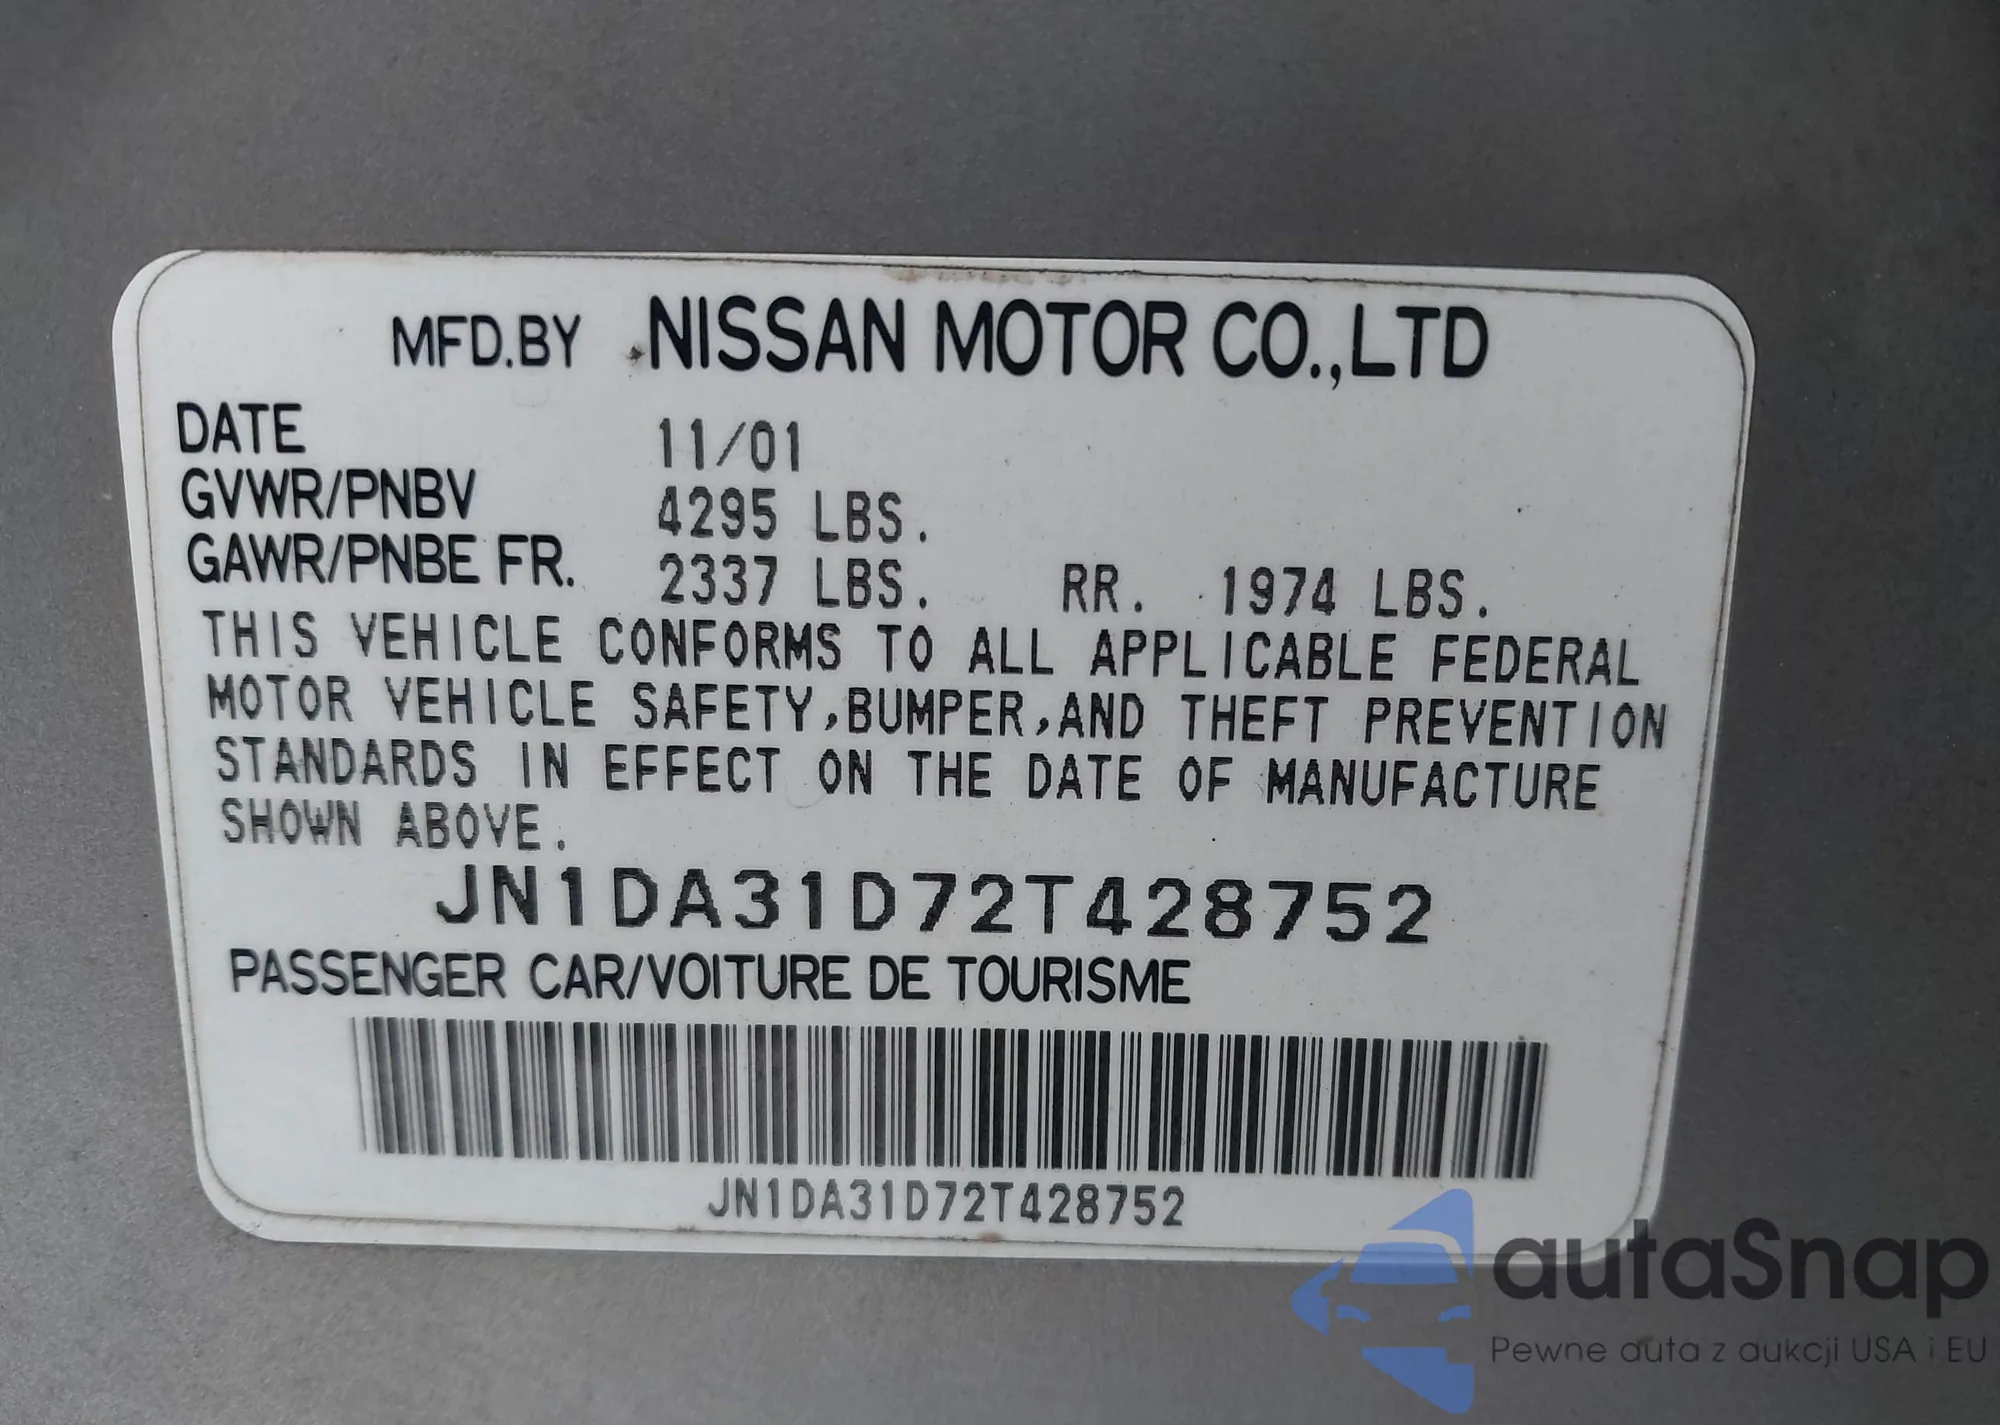 MFD.BY NISSAN MOTOR CO.,LTD
DATE 11/01
GVWR/PNBV 4295 LBS.
GAWR/PNBE FR. 2337 LBS. RR. 1974 LBS.
THIS VEHICLE CONFORMS TO ALL APPLICABLE FEDERAL
MOTOR VEHICLE SAFETY,BUMPER,AND THEFT PREVENTION
STANDARDS IN EFFECT ON THE DATE OF MANUFACTURE
SHOWN ABOVE.
JN1DA31D72T428752
PASSENGER CAR/VOITURE DE TOURISME
JN1DA31D72T428752
autaSnap
Pewne auta z aukcji USA i EU